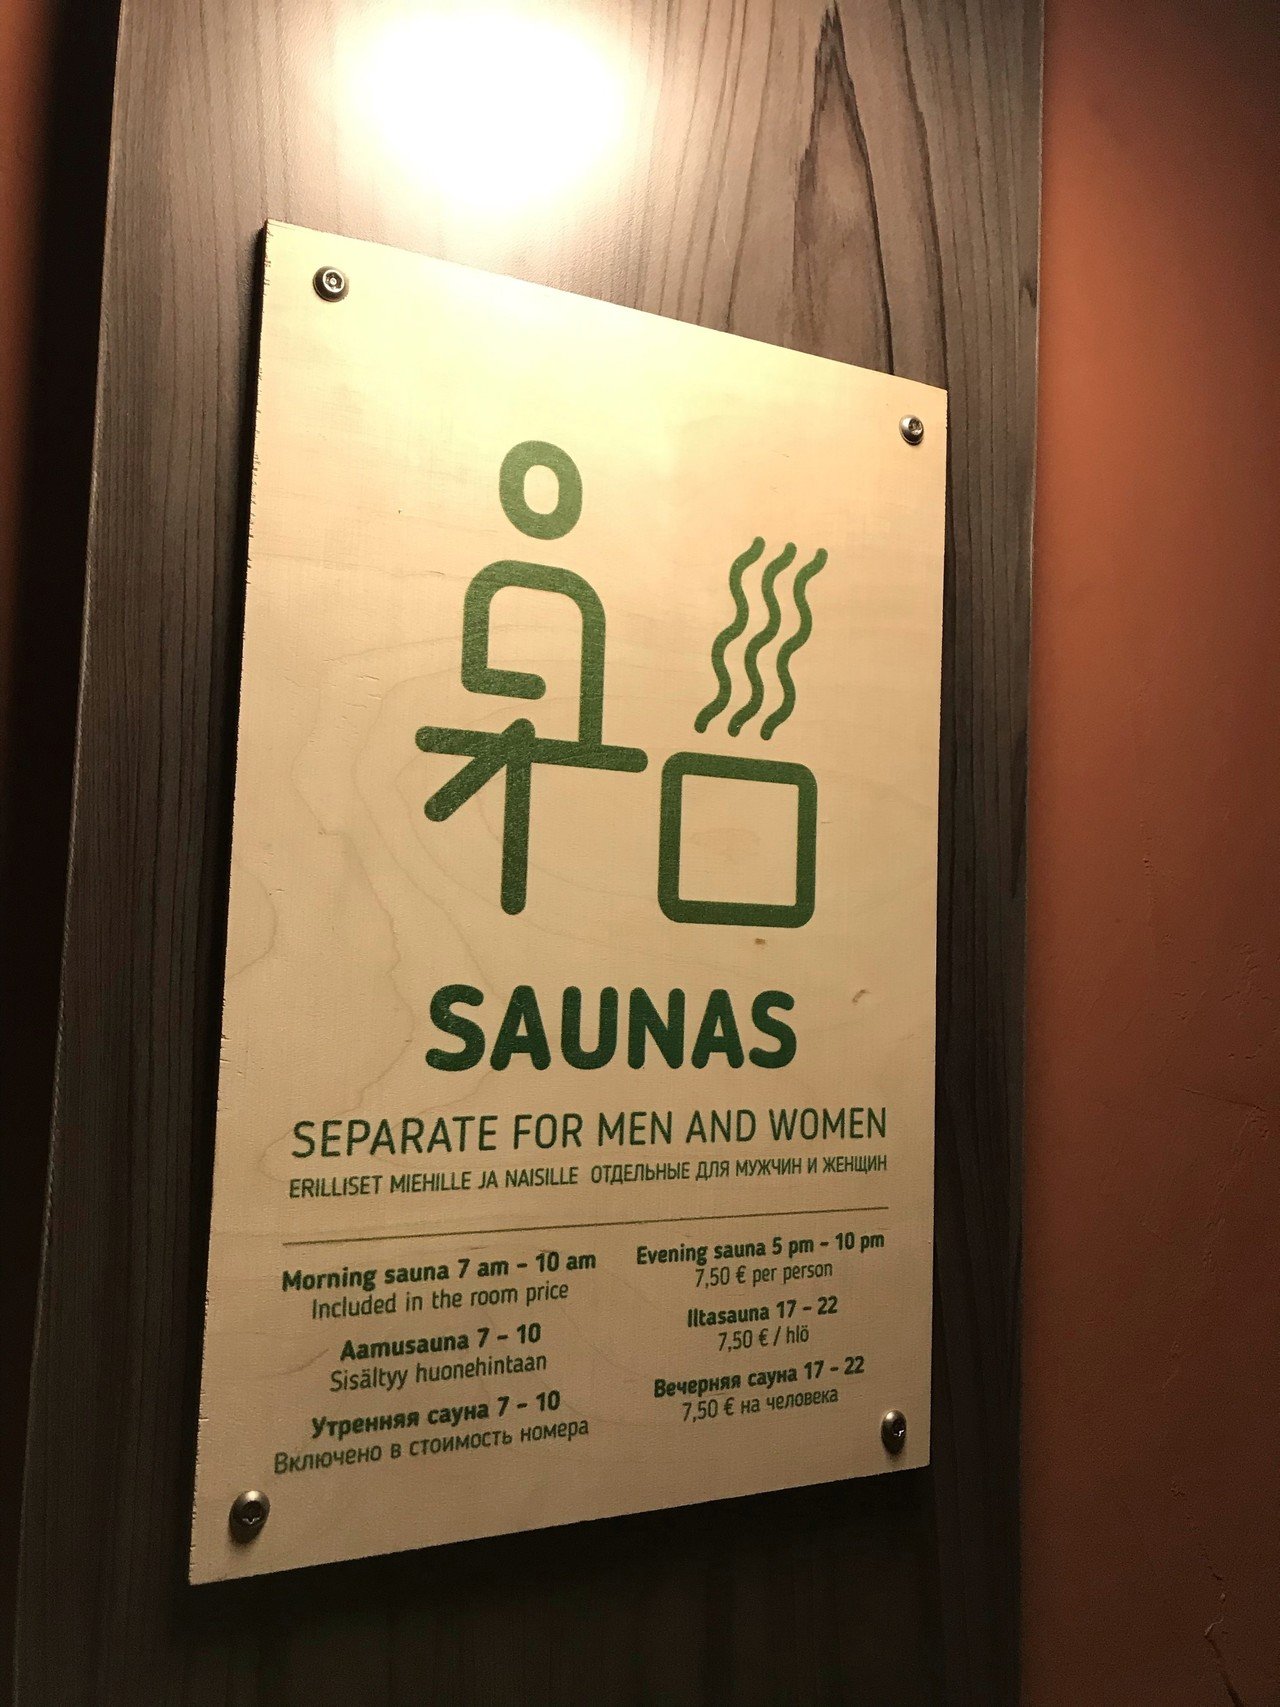 SAUNAS
SEPARATE FOR MEN AND WOMEN
ERILLISET MIEHILLE JA NAISILLE ОТДЕЛЬНЫЕ ДЛЯ МУЖЧИН И ЖЕНЩИН
Morning sauna 7 am - 10 am
Included in the room price
Aamusauna 7 - 10
Sisältyy huonehintaan
Утренняя сауна 7 - 10
Включено в стоимость номера
Evening sauna 5 pm - 10 pm
7,50 € per person
Iltasauna 17 - 22
7,50 € / hlö
Вечерняя сауна 17 - 22
7,50 € на человека